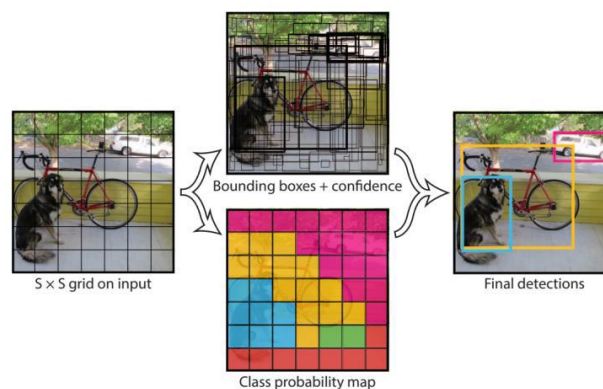 Bounding boxes + confidence
S × S grid on input
Final detections
Class probability map